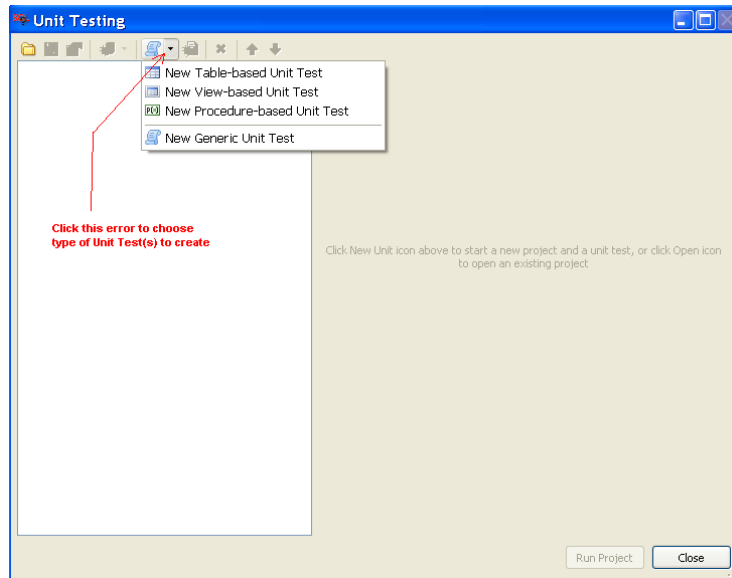 Unit Testing
New Table-based Unit Test
New View-based Unit Test
New Procedure-based Unit Test
New Generic Unit Test
Click this error to choose
type of Unit Test(s) to create
Click New Unit icon above to start a new project and a unit test, or click Open icon
to open an existing project
Run Project
Close